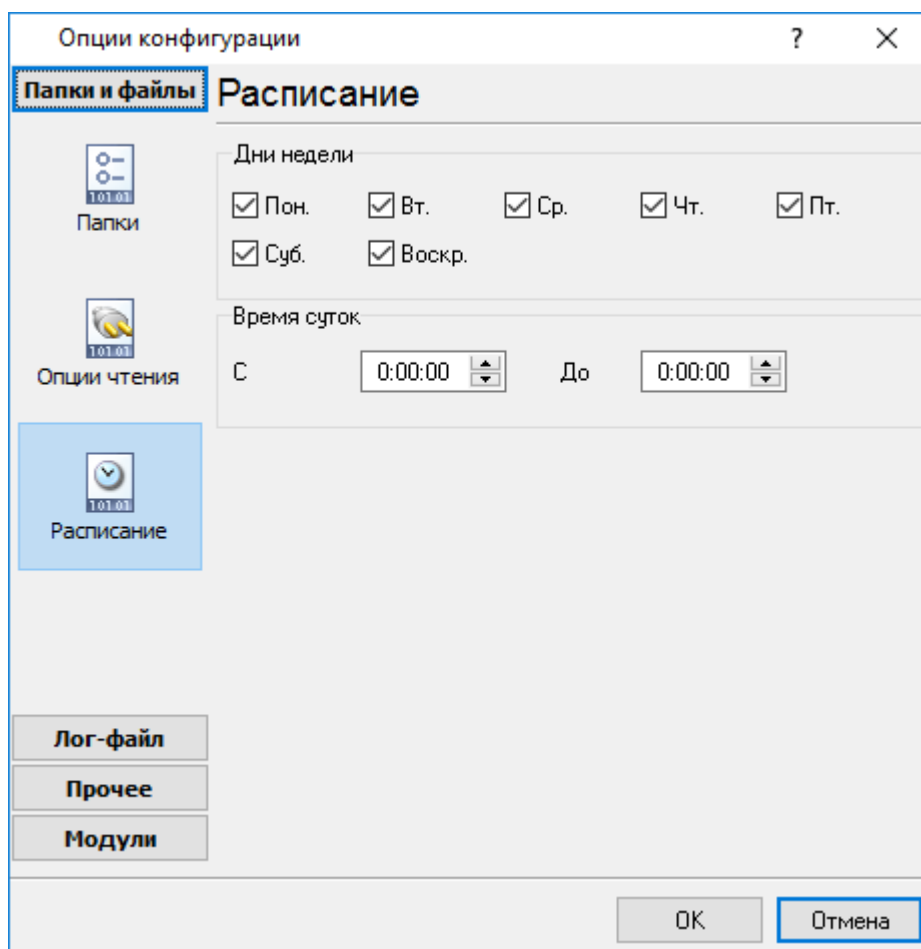 Опции конфигурации ?
Папки и файлы
Расписание
Дни недели
Пон. Вт. Ср. Чт. Пт.
Суб. Воскр.
Время суток
С 0:00:00 До 0:00:00
101.01
Папки
101.01
Опции чтения
101.01
Расписание
Лог-файл
Прочее
Модули
OK Отмена